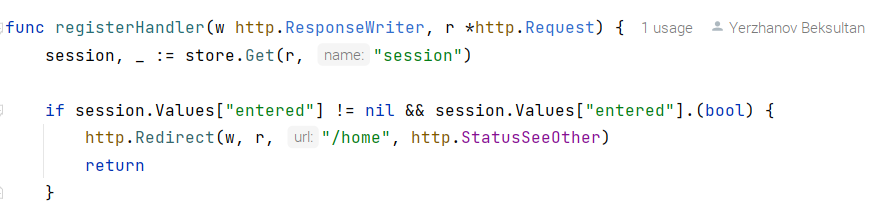 func registerHandler(w http.ResponseWriter, r *http.Request) { 1 usage Yerzhanov Beksultan
session, _ := store.Get(r, name: "session")
if session.Values["entered"] != nil && session.Values["entered"].(bool) {
http.Redirect(w, r, url: "/home", http.StatusSeeOther)
return
}